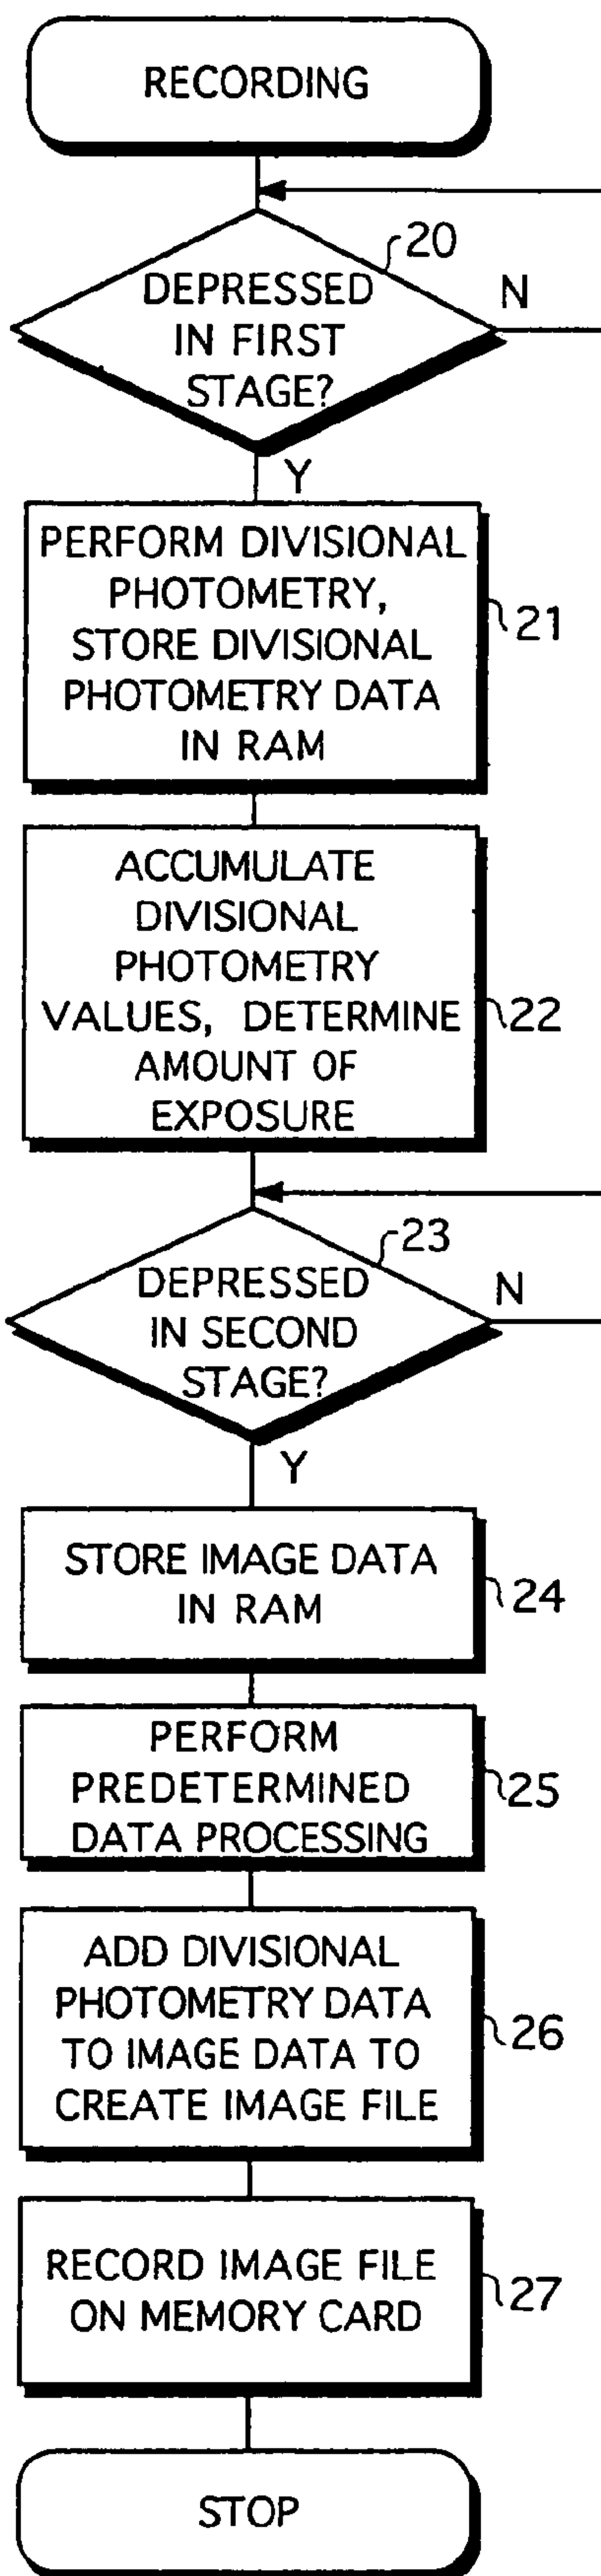 RECORDING
20
DEPRESSED
IN FIRST
STAGE?
N
Y
PERFORM DIVISIONAL
PHOTOMETRY,
STORE DIVISIONAL
PHOTOMETRY DATA
IN RAM
21
ACCUMULATE
DIVISIONAL
PHOTOMETRY
VALUES, DETERMINE
AMOUNT OF
EXPOSURE
22
23
DEPRESSED
IN SECOND
STAGE?
N
Y
STORE IMAGE DATA
IN RAM
24
PERFORM
PREDETERMINED
DATA PROCESSING
25
ADD DIVISIONAL
PHOTOMETRY DATA
TO IMAGE DATA TO
CREATE IMAGE FILE
26
RECORD IMAGE FILE
ON MEMORY CARD
27
STOP